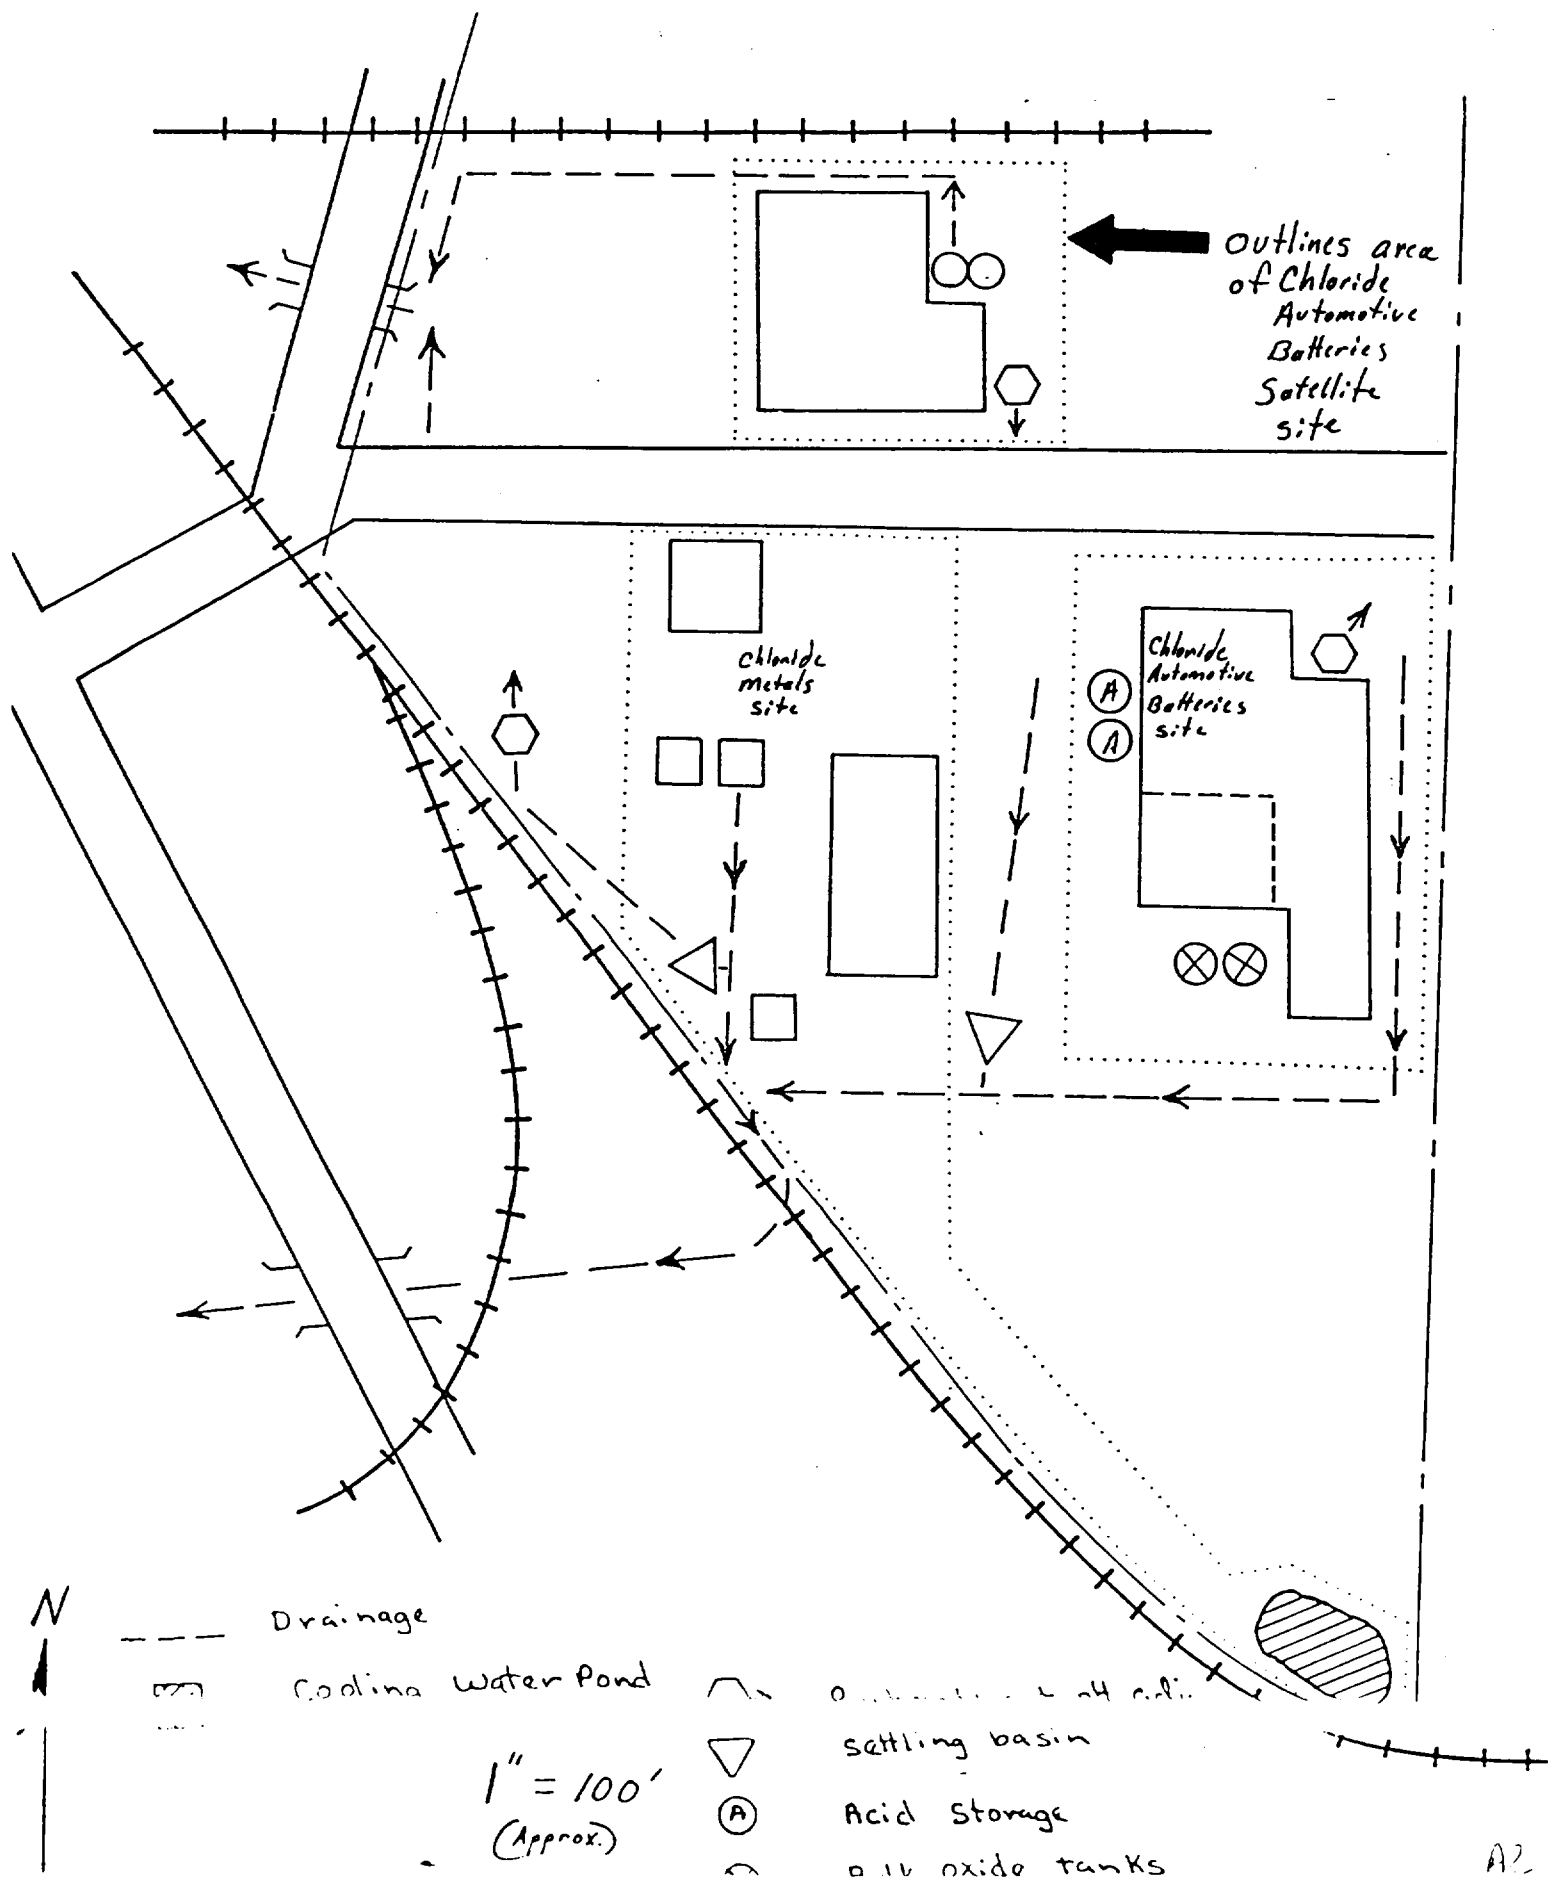 Outlines area
of Chloride
Automotive
Batteries
Satellite
site
Chloride
Metals
site
Chloride
Automotive
Batteries
site
A
A
N
Drainage
Cooling Water Pond
settling basin
1" = 100'
(Approx.)
A
Acid Storage
oxide tanks